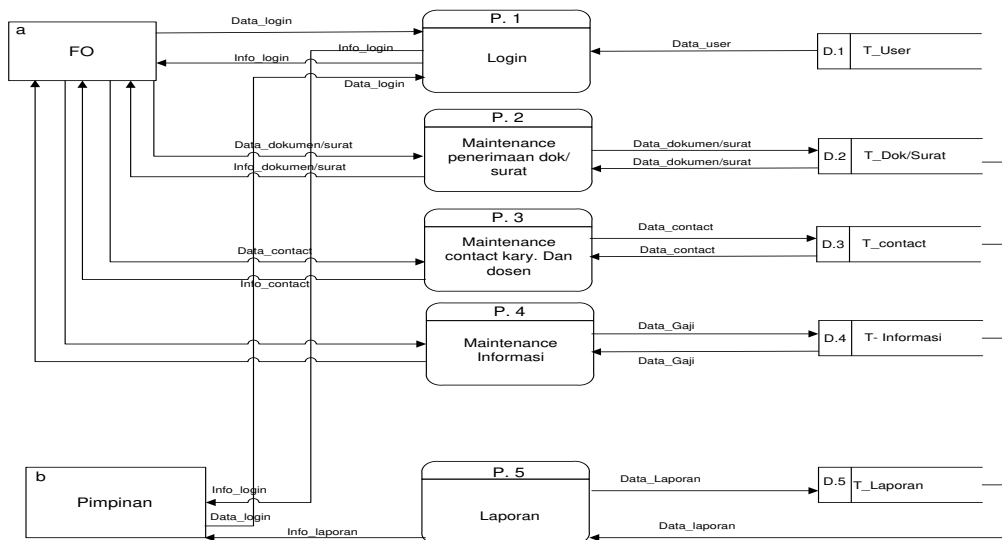 a
FO
Data_login
Info_login
Info_login
Data_login
P. 1
Login
Data_user
D.1
T_User
Data_dokumen/surat
Info_dokumen/surat
P. 2
Maintenance
penerimaan dok/
surat
Data_dokumen/surat
Data_dokumen/surat
D.2
T_Dok/Surat
Data_contact
Info_contact
P. 3
Maintenance
contact kary. Dan
dosen
Data_contact
Data_contact
D.3
T_contact
P. 4
Maintenance
Informasi
Data_Gaji
Data_Gaji
D.4
T- Informasi
b
Pimpinan
Info_login
Data_login
Info_laporan
P. 5
Laporan
Data_Laporan
Data_laporan
D.5
T_Laporan